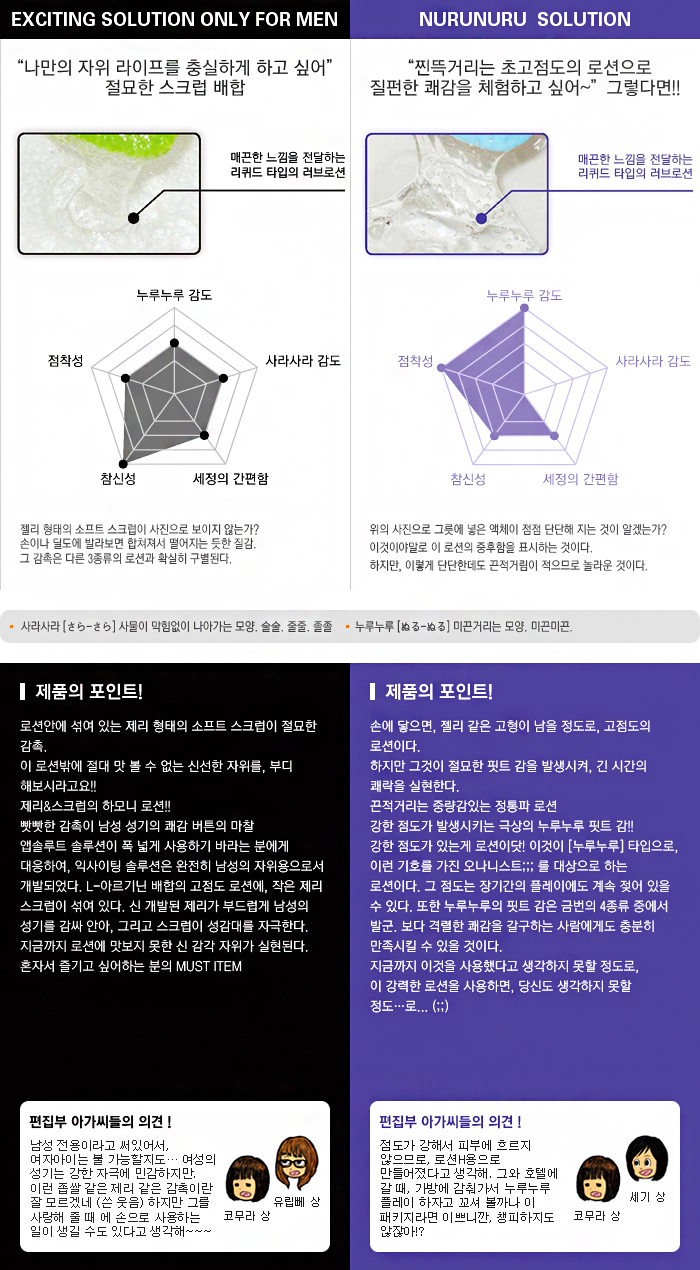 EXCITING SOLUTION ONLY FOR MEN
“나만의 자위 라이프를 충실하게 하고 싶어”
절묘한 스크럽 배합
매끈한 느낌을 전달하는
리퀴드 타입의 러브로션
누루누루 감도
점착성
사라사라 감도
참신성
세정의 간편함
젤리 형태의 소프트 스크럽이 사진으로 보이지 않는가?
손이나 딜도에 발라보면 합쳐져서 떨어지는 듯한 질감.
그 감촉은 다른 3종류의 로션과 확실히 구별된다.
NURUNURU SOLUTION
“찐뜩거리는 초고점도의 로션으로
질펀한 쾌감을 체험하고 싶어~” 그렇다면!!
매끈한 느낌을 전달하는
리퀴드 타입의 러브로션
누루누루 감도
점착성
사라사라 감도
참신성
세정의 간편함
위의 사진으로 그릇에 넣은 액체이 점점 단단해 지는 것이 알겠는가?
이것이야말로 이 로션의 중후함을 표시하는 것이다.
하지만, 이렇게 단단한데도 끈적거림이 적으므로 놀라운 것이다.
사라사라 [さら-さら] 사물이 막힘없이 나아가는 모양. 술술. 줄줄. 졸졸
누루누루 [ぬる-ぬる] 미끈거리는 모양. 미끈미끈.
제품의 포인트!
로션안에 섞여 있는 제리 형태의 소프트 스크럽이 절묘한
감촉.
이 로션밖에 절대 맛 볼 수 없는 신선한 자위를, 부디
해보시라고요!!
제리&스크럽의 하모니 로션!!
빳빳한 감촉이 남성 성기의 쾌감 버튼의 마찰
앱솔루트 솔루션이 폭 넓게 사용하기 바라는 분에게
대응하여, 익사이팅 솔루션은 완전히 남성의 자위용으로서
개발되었다. L-아르기닌 배합의 고점도 로션에, 작은 제리
스크럽이 섞여 있다. 신 개발된 제리가 부드럽게 남성의
성기를 감싸 안아, 그리고 스크럽이 성감대를 자극한다.
지금까지 로션에 맛보지 못한 신 감각 자위가 실현된다.
혼자서 즐기고 싶어하는 분의 MUST ITEM
편집부 아가씨들의 의견 !
남성 전용이라고 써있어서,
여자아이는 불 가능할지도… 여성의
성기는 강한 자극에 민감하지만.
이런 좁쌀 같은 제리 같은 감촉이란
잘 모르겠네 (쓴 웃음) 하지만 그를
사랑해 줄 때 에 손으로 사용하는
일이 생길 수도 있다고 생각해~~~
코무라 상
유립뻬 상
제품의 포인트!
손에 닿으면, 젤리 같은 고형이 남을 정도로, 고점도의
로션이다.
하지만 그것이 절묘한 핏트 감을 발생시켜, 긴 시간의
쾌락을 실현한다.
끈적거리는 중량감있는 정통파 로션
강한 점도가 발생시키는 극상의 누루누루 핏트 감!!
강한 점도가 있는게 로션이닷! 이것이 [누루누루] 타입으로,
이런 기호를 가진 오나니스트;;; 를 대상으로 하는
로션이다. 그 점도는 장기간의 플레이에도 계속 젖어 있을
수 있다. 또한 누루누루의 핏트 감은 금번의 4종류 중에서
발군. 보다 격렬한 쾌감을 갈구하는 사람에게도 충분히
만족시킬 수 있을 것이다.
지금까지 이것을 사용했다고 생각하지 못할 정도로,
이 강력한 로션을 사용하면, 당신도 생각하지 못할
정도…로... (;;)
편집부 아가씨들의 의견 !
점도가 강해서 피부에 흐르지
않으므로, 로션H용으로
만들어졌다고 생각해. 그와 호텔에
갈 때, 가방에 감춰가서 누루누루
플레이 하자고 꼬셔 볼까나 이
패키지라면 이쁘니깐, 챙피하지도
않잖아!?
코무라 상
세기 상